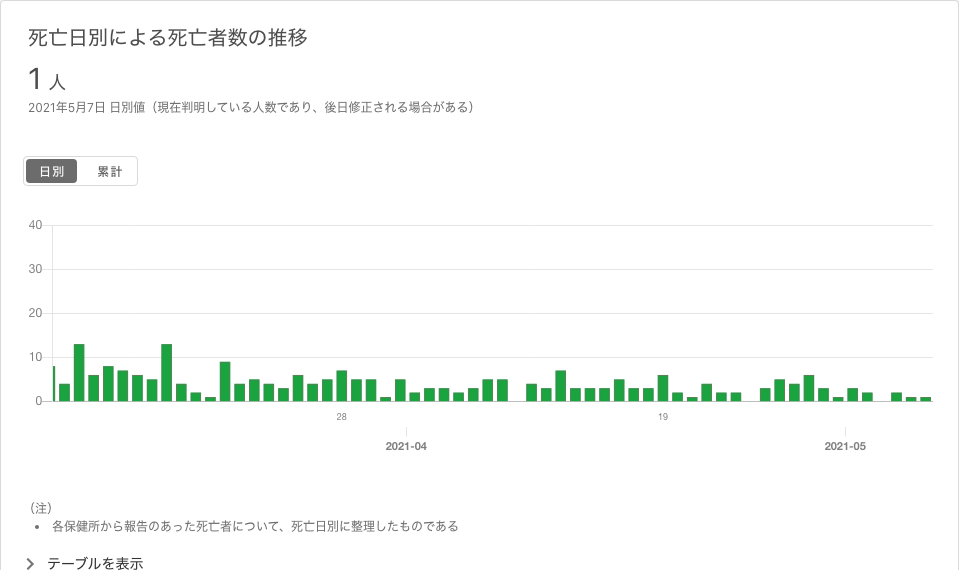 死亡日別による死亡者数の推移
1 人
2021年5月7日 日別値（現在判明している人数であり、後日修正される場合がある）
日別 累計
40
30
20
10
0
28 19
2021-04 2021-05
（注）
• 各保健所から報告のあった死亡者について、死亡日別に整理したものである
テーブルを表示